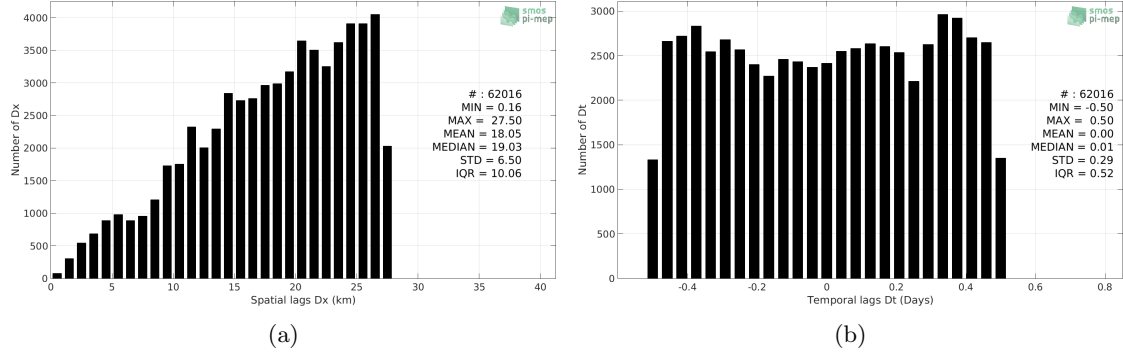 4000
3500
3000
2500
2000
1500
1000
500
0
Number of Dx
0 5 10 15 20 25 30 35 40
Spatial lags Dx (km)
smos
pi-mep
# : 62016
MIN = 0.16
MAX = 27.50
MEAN = 18.05
MEDIAN = 19.03
STD = 6.50
IQR = 10.06
(a)
3000
2500
2000
1500
1000
500
0
Number of Dt
-0.4 -0.2 0 0.2 0.4 0.6 0.8
Temporal lags Dt (Days)
smos
pi-mep
# : 62016
MIN = -0.50
MAX = 0.50
MEAN = 0.00
MEDIAN = 0.01
STD = 0.29
IQR = 0.52
(b)